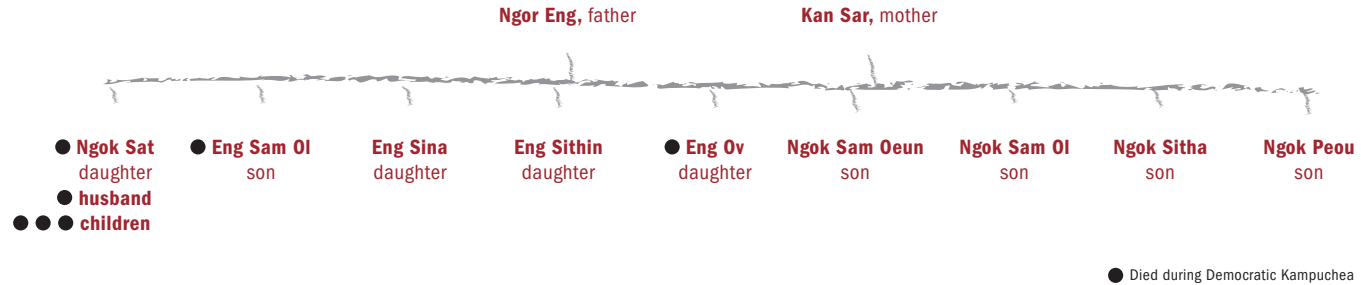 Ngor Eng, father
Kan Sar, mother
Ngok Sat
daughter
husband
children
Eng Sam Ol
son
Eng Sina
daughter
Eng Sithin
daughter
Eng Ov
daughter
Ngok Sam Oeun
son
Ngok Sam Ol
son
Ngok Sitha
son
Ngok Peou
son
Died during Democratic Kampuchea